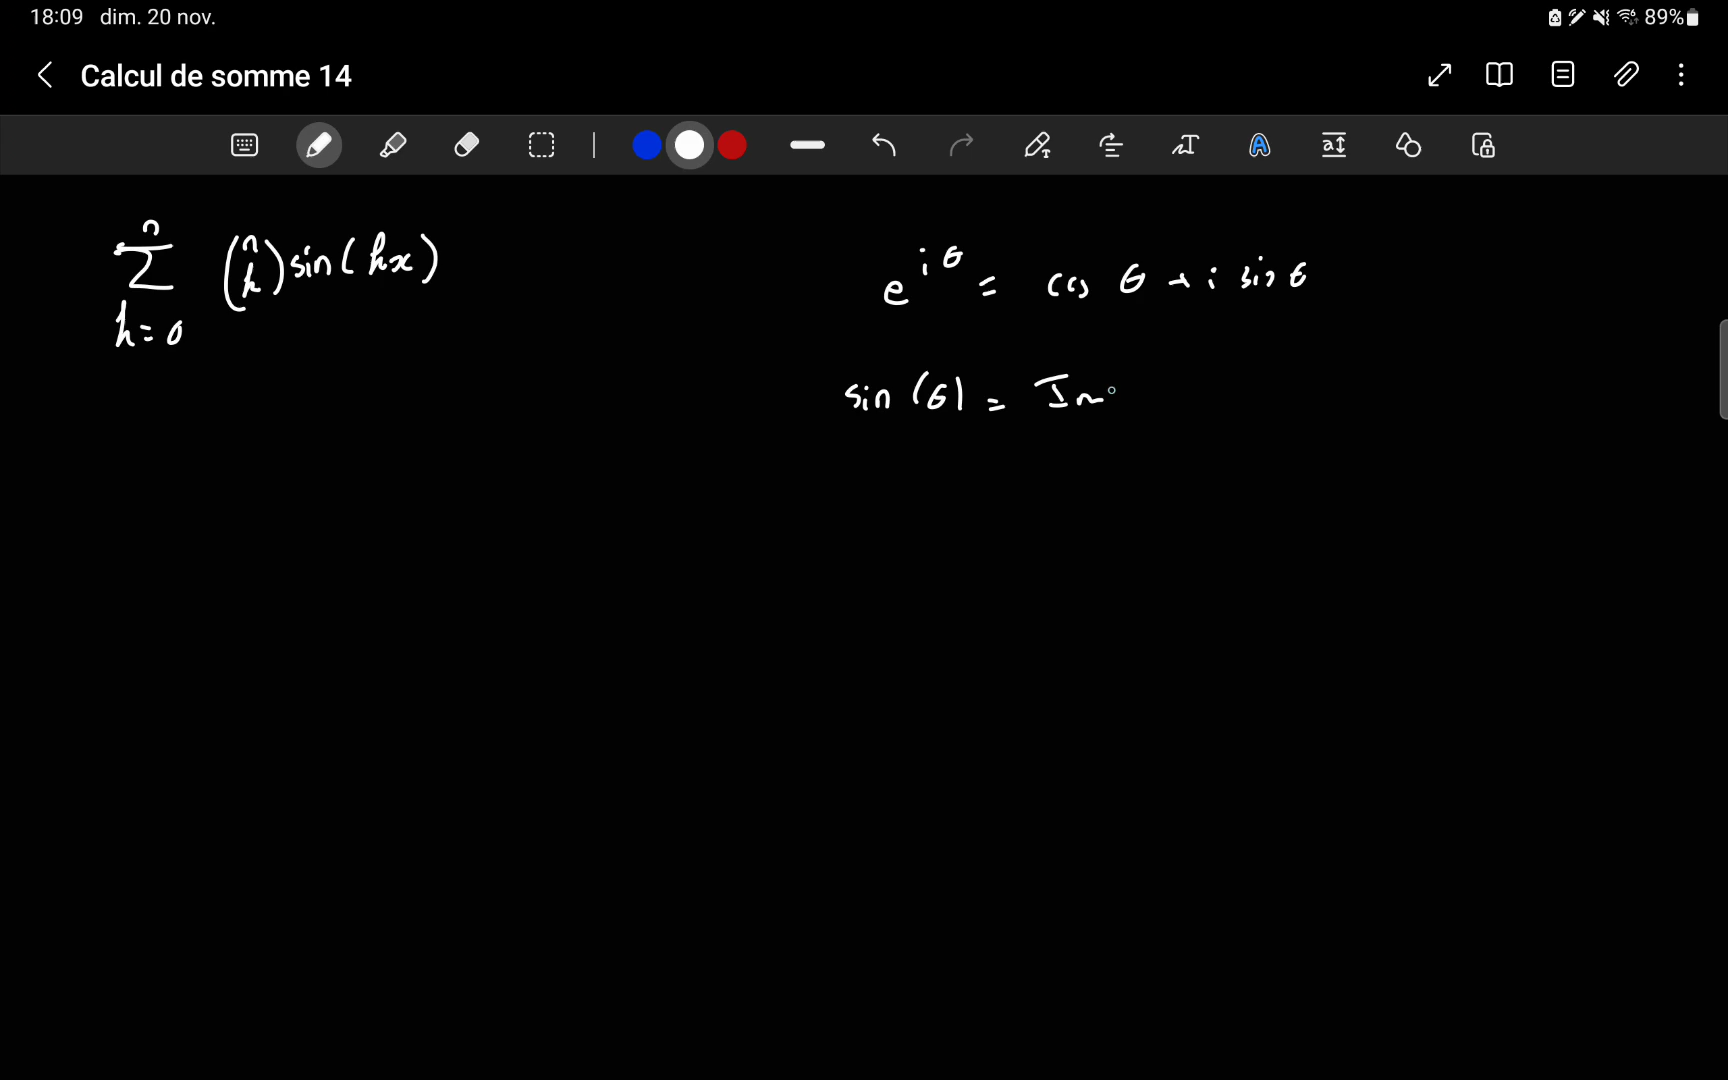 18:09 dim. 20 nov. 89%
Calcul de somme 14
n
∑ (n k) sin(kx)
k=0
e^{iθ} = cos θ + i sin θ
sin(θ) = Im